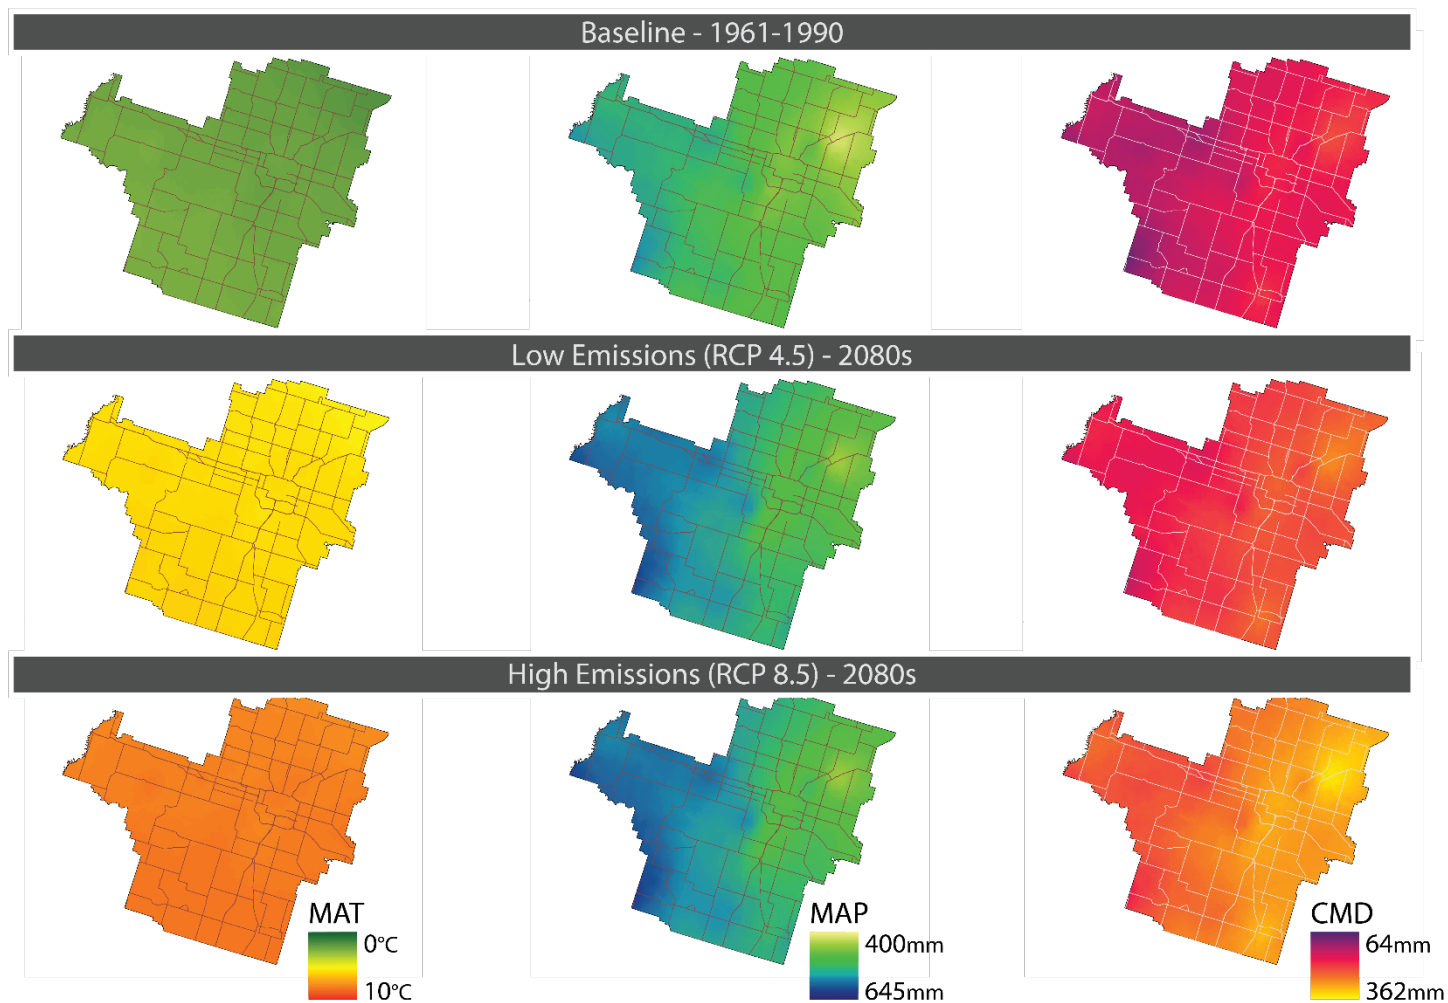 Baseline - 1961-1990
Low Emissions (RCP 4.5) - 2080s
High Emissions (RCP 8.5) - 2080s
MAT
0°C
10°C
MAP
400mm
645mm
CMD
64mm
362mm